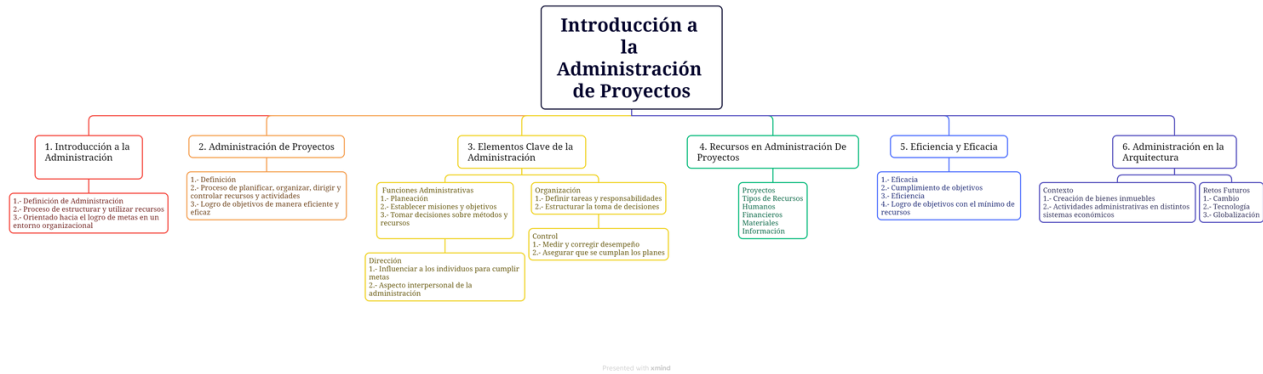 Introducción a
la
Administración
de Proyectos
1. Introducción a la
Administración
1.- Definición de Administración
2.- Proceso de estructurar y utilizar recursos
3.- Orientado hacia el logro de metas en un
entorno organizacional
2. Administración de Proyectos
1.- Definición
2.- Proceso de planificar, organizar, dirigir y
controlar recursos y actividades
3.- Logro de objetivos de manera eficiente y
eficaz
3. Elementos Clave de la
Administración
Funciones Administrativas
1.- Planeación
2.- Establecer misiones y objetivos
3.- Tomar decisiones sobre métodos y
recursos
Dirección
1.- Influenciar a los individuos para cumplir
metas
2.- Aspecto interpersonal de la
administración
Organización
1.- Definir tareas y responsabilidades
2.- Estructurar la toma de decisiones
Control
1.- Medir y corregir desempeño
2.- Asegurar que se cumplan los planes
4. Recursos en Administración De
Proyectos
Proyectos
Tipos de Recursos
Humanos
Financieros
Materiales
Información
5. Eficiencia y Eficacia
1.- Eficacia
2.- Cumplimiento de objetivos
3.- Eficiencia
4.- Logro de objetivos con el mínimo de
recursos
6. Administración en la
Arquitectura
Contexto
1.- Creación de bienes inmuebles
2.- Actividades administrativas en distintos
sistemas económicos
Retos Futuros
1.- Cambio
2.- Tecnología
3.- Globalización
Presented with xmind